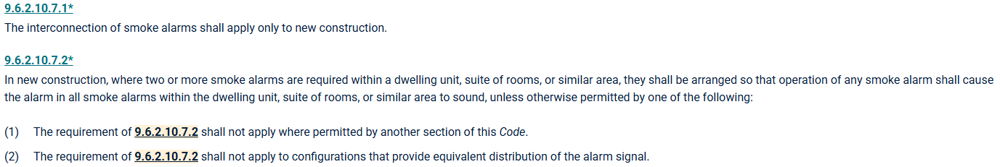 9.6.2.10.7.1*
The interconnection of smoke alarms shall apply only to new construction.
9.6.2.10.7.2*
In new construction, where two or more smoke alarms are required within a dwelling unit, suite of rooms, or similar area, they shall be arranged so that operation of any smoke alarm shall cause
the alarm in all smoke alarms within the dwelling unit, suite of rooms, or similar area to sound, unless otherwise permitted by one of the following:
(1) The requirement of 9.6.2.10.7.2 shall not apply where permitted by another section of this Code.
(2) The requirement of 9.6.2.10.7.2 shall not apply to configurations that provide equivalent distribution of the alarm signal.